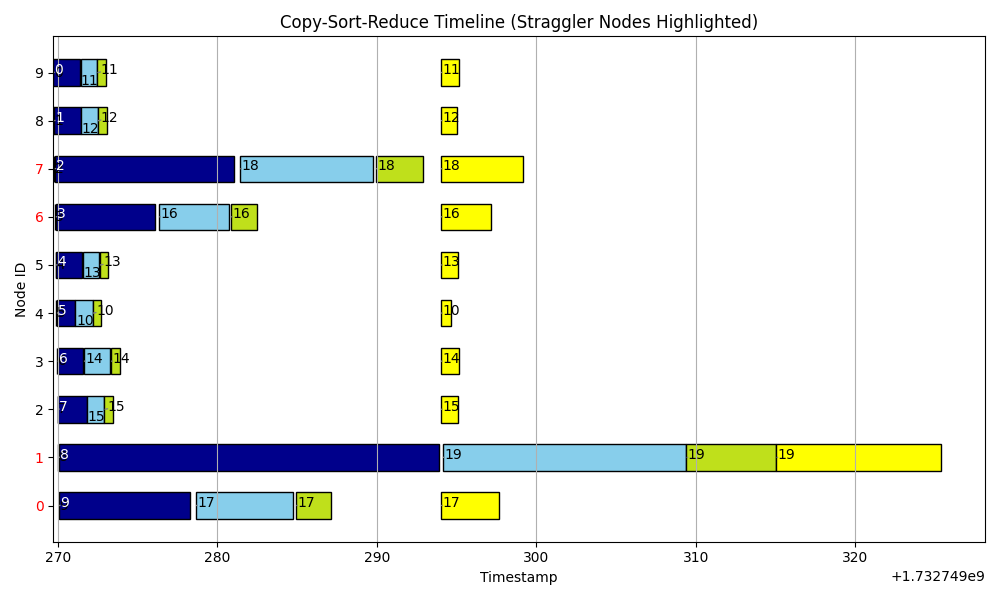 Copy-Sort-Reduce Timeline (Straggler Nodes Highlighted)
Node ID
9 0 11 11 11
8 1 12 12 12
7 2 18 18 18
6 3 16 16 16
5 4 13 13 13
4 5 10 10 10
3 6 14 14 14
2 7 15 15 15
1 8 19 19 19
0 9 17 17 17
270 280 290 300 310 320
Timestamp
+1.732749e9